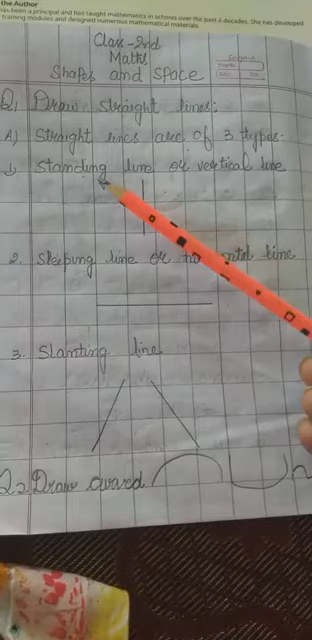 the Author
has been a principal and has taught mathematics in schools over the past 4 decades. She has developed
training modules and designed numerous mathematical materials.
Class-2nd
Maths
Shapes and space
Q1 Draw straight lines:
A) Straight lines are of 3 types.
1) Standing line or vertical line
2. Sleeping line or ho ontal line
3. Slanting line
Q2. Draw curved